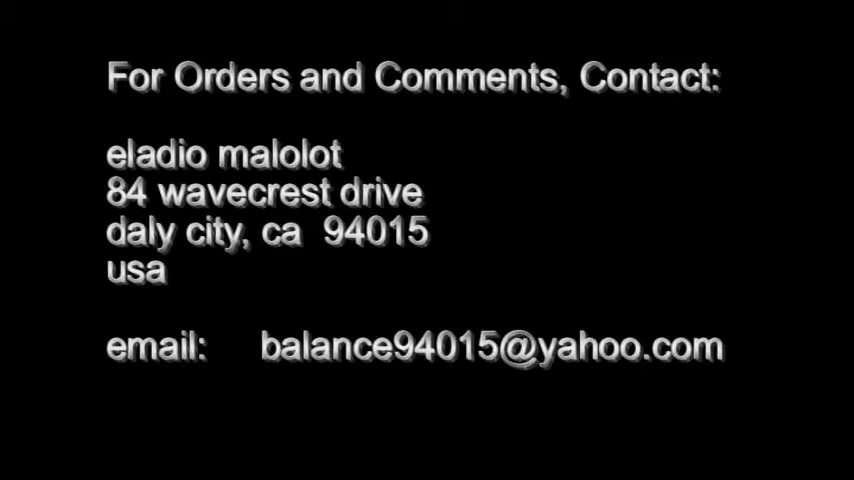 For Orders and Comments, Contact:
eladio malolot
84 wavecrest drive
daly city, ca 94015
usa
email: balance94015@yahoo.com